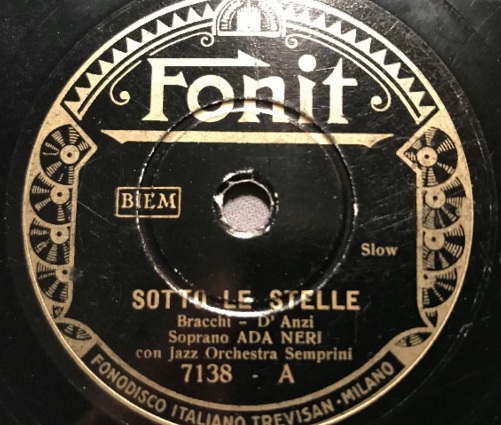 Fonit
BIEM
Slow
SOTTO LE STELLE
Bracchi - D'Anzi
Soprano ADA NERI
con Jazz Orchestra Semprini
7138 A
FONODISCO ITALIANO TREVISAN - MILANO